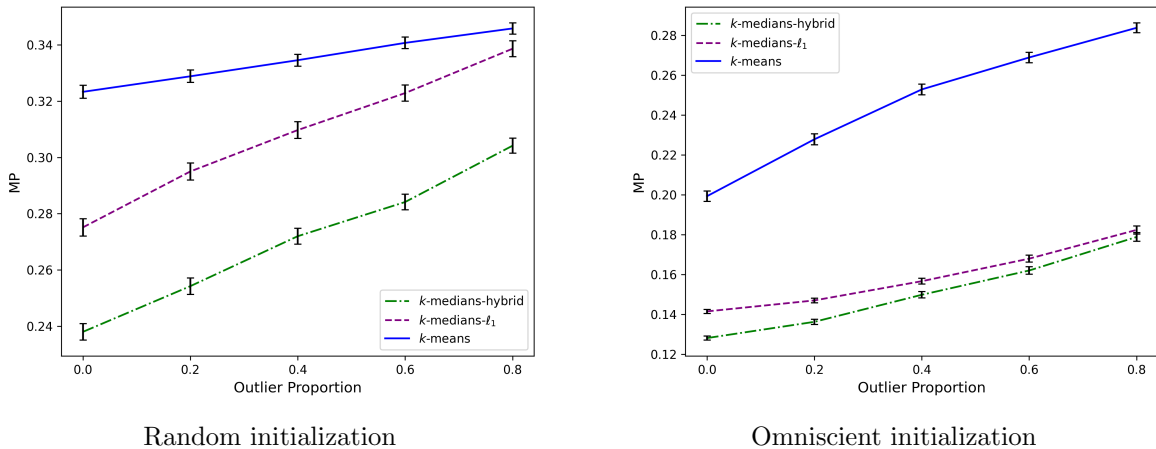 0.34
0.32
0.30
0.28
0.26
0.24
MP
0.0 0.2 0.4 0.6 0.8
Outlier Proportion
k-medians-hybrid
k-medians-ℓ₁
k-means
Random initialization
k-medians-hybrid
k-medians-ℓ₁
k-means
0.28
0.26
0.24
0.22
0.20
0.18
0.16
0.14
0.12
MP
0.0 0.2 0.4 0.6 0.8
Outlier Proportion
Omniscient initialization